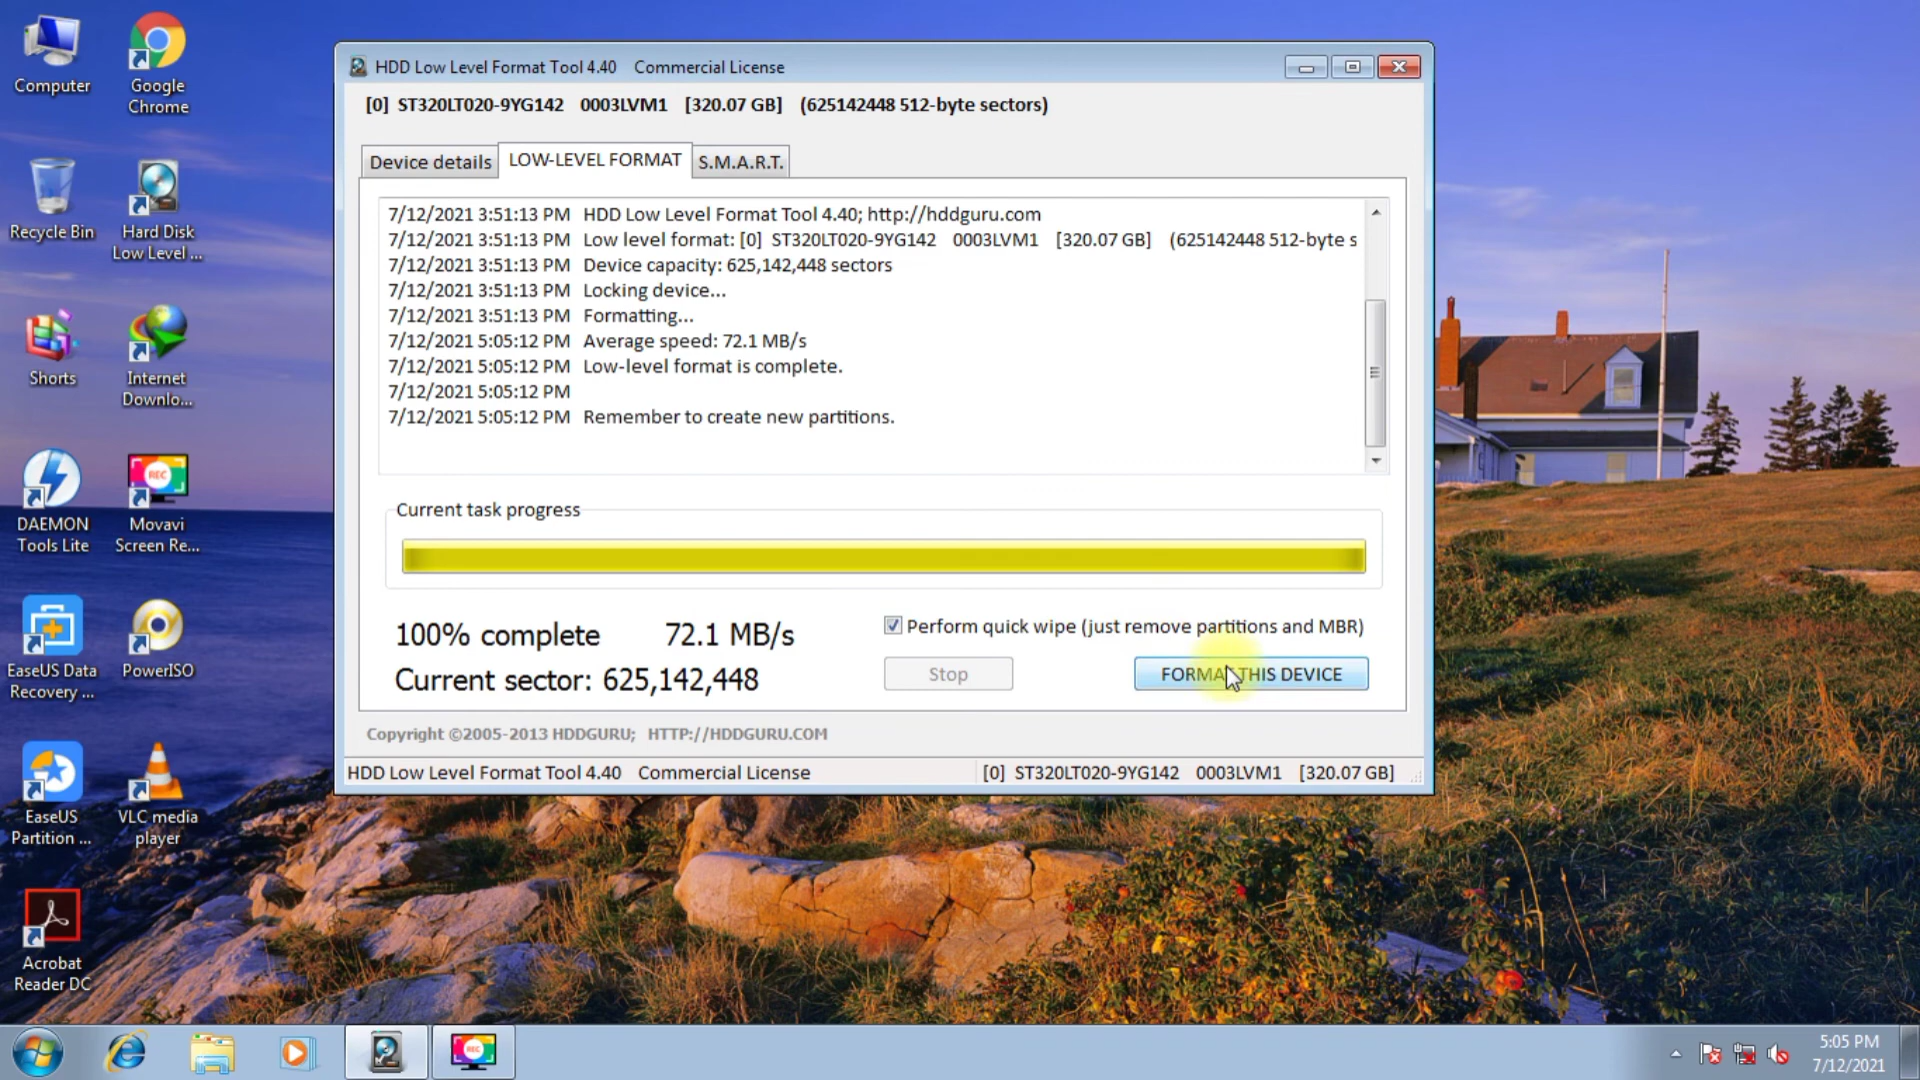 Computer
Google
Chrome
Recycle Bin
Hard Disk
Low Level ...
Shorts
Internet
Downlo...
DAEMON
Tools Lite
REC
Movavi
Screen Re...
EaseUS Data
Recovery ...
PowerISO
EaseUS
Partition ...
VLC media
player
Acrobat
Reader DC
HDD Low Level Format Tool 4.40 Commercial License
[0] ST320LT020-9YG142 0003LVM1 [320.07 GB] (625142448 512-byte sectors)
Device details LOW-LEVEL FORMAT S.M.A.R.T.
7/12/2021 3:51:13 PM HDD Low Level Format Tool 4.40; http://hddguru.com
7/12/2021 3:51:13 PM Low level format: [0] ST320LT020-9YG142 0003LVM1 [320.07 GB] (625142448 512-byte s
7/12/2021 3:51:13 PM Device capacity: 625,142,448 sectors
7/12/2021 3:51:13 PM Locking device...
7/12/2021 3:51:13 PM Formatting...
7/12/2021 5:05:12 PM Average speed: 72.1 MB/s
7/12/2021 5:05:12 PM Low-level format is complete.
7/12/2021 5:05:12 PM
7/12/2021 5:05:12 PM Remember to create new partitions.
Current task progress
100% complete 72.1 MB/s
Perform quick wipe (just remove partitions and MBR)
Current sector: 625,142,448
Stop FORMAT THIS DEVICE
Copyright ©2005-2013 HDDGURU; HTTP://HDDGURU.COM
HDD Low Level Format Tool 4.40 Commercial License [0] ST320LT020-9YG142 0003LVM1 [320.07 GB]
REC
5:05 PM
7/12/2021